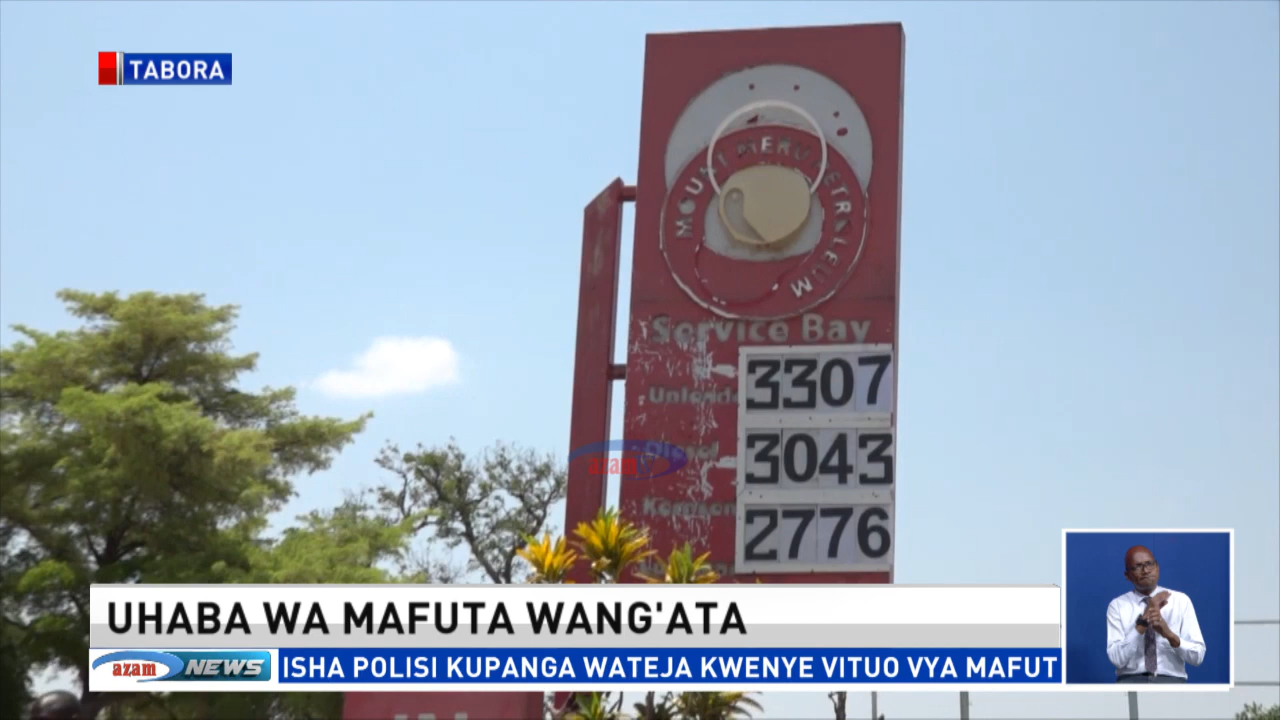 TABORA
MOUNT MERU PETROLEUM
Service Bay
3307
Diesel
3043
2776
UHABA WA MAFUTA WANG'ATA
azam NEWS
ISHA POLISI KUPANGA WATEJA KWENYE VITUO VYA MAFUT
azam